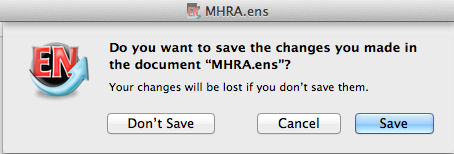 MHRA.ens
EN
Do you want to save the changes you made in
the document “MHRA.ens”?
Your changes will be lost if you don’t save them.
Don’t Save Cancel Save